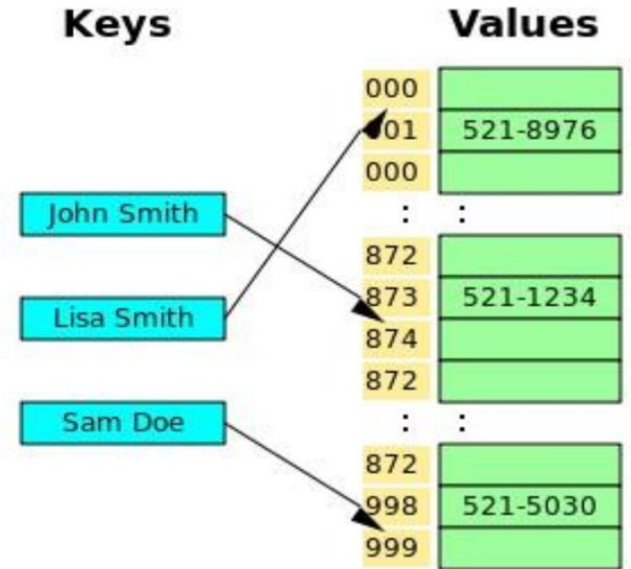 Keys
Values
000
001 521-8976
000
: :
John Smith
872
873 521-1234
Lisa Smith
874
872
: :
Sam Doe
872
998 521-5030
999